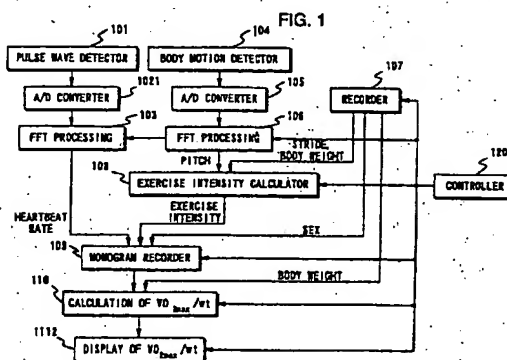 FIG. 1
101
104
PULSE WAVE DETECTOR
BODY MOTION DETECTOR
107
1021
105
A/D CONVERTER
A/D CONVERTER
RECORDER
103
106
FFT PROCESSING
FFT PROCESSING
STRIDE,
BODY WEIGHT
PITCH
120
108
EXERCISE INTENSITY CALCULATOR
CONTROLLER
EXERCISE
INTENSITY
HEARTBEAT
RATE
SEX
109
MONOGRAM RECORDER
BODY WEIGHT
110
CALCULATION OF VO2max/wt
1112
DISPLAY OF VO2max/wt